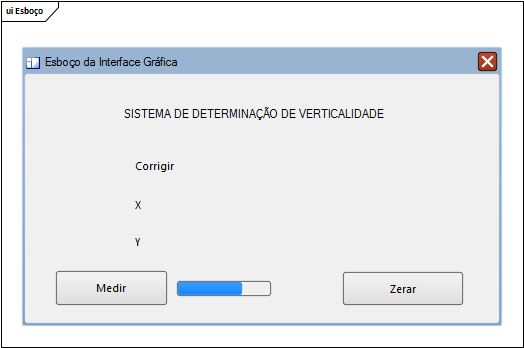 ui Esboço
Esboço da Interface Gráfica
SISTEMA DE DETERMINAÇÃO DE VERTICALIDADE
Corrigir
X
Y
Medir
Zerar